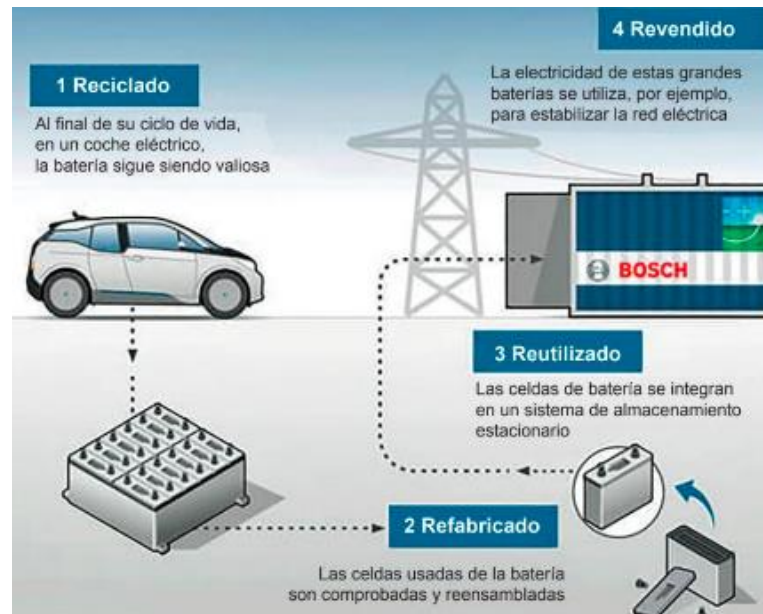 1 Reciclado
Al final de su ciclo de vida,
en un coche eléctrico,
la batería sigue siendo valiosa
4 Revendido
La electricidad de estas grandes
baterías se utiliza, por ejemplo,
para estabilizar la red eléctrica
BOSCH
3 Reutilizado
Las celdas de batería se integran
en un sistema de almacenamiento
estacionario
2 Refabricado
Las celdas usadas de la batería
son comprobadas y reensambladas